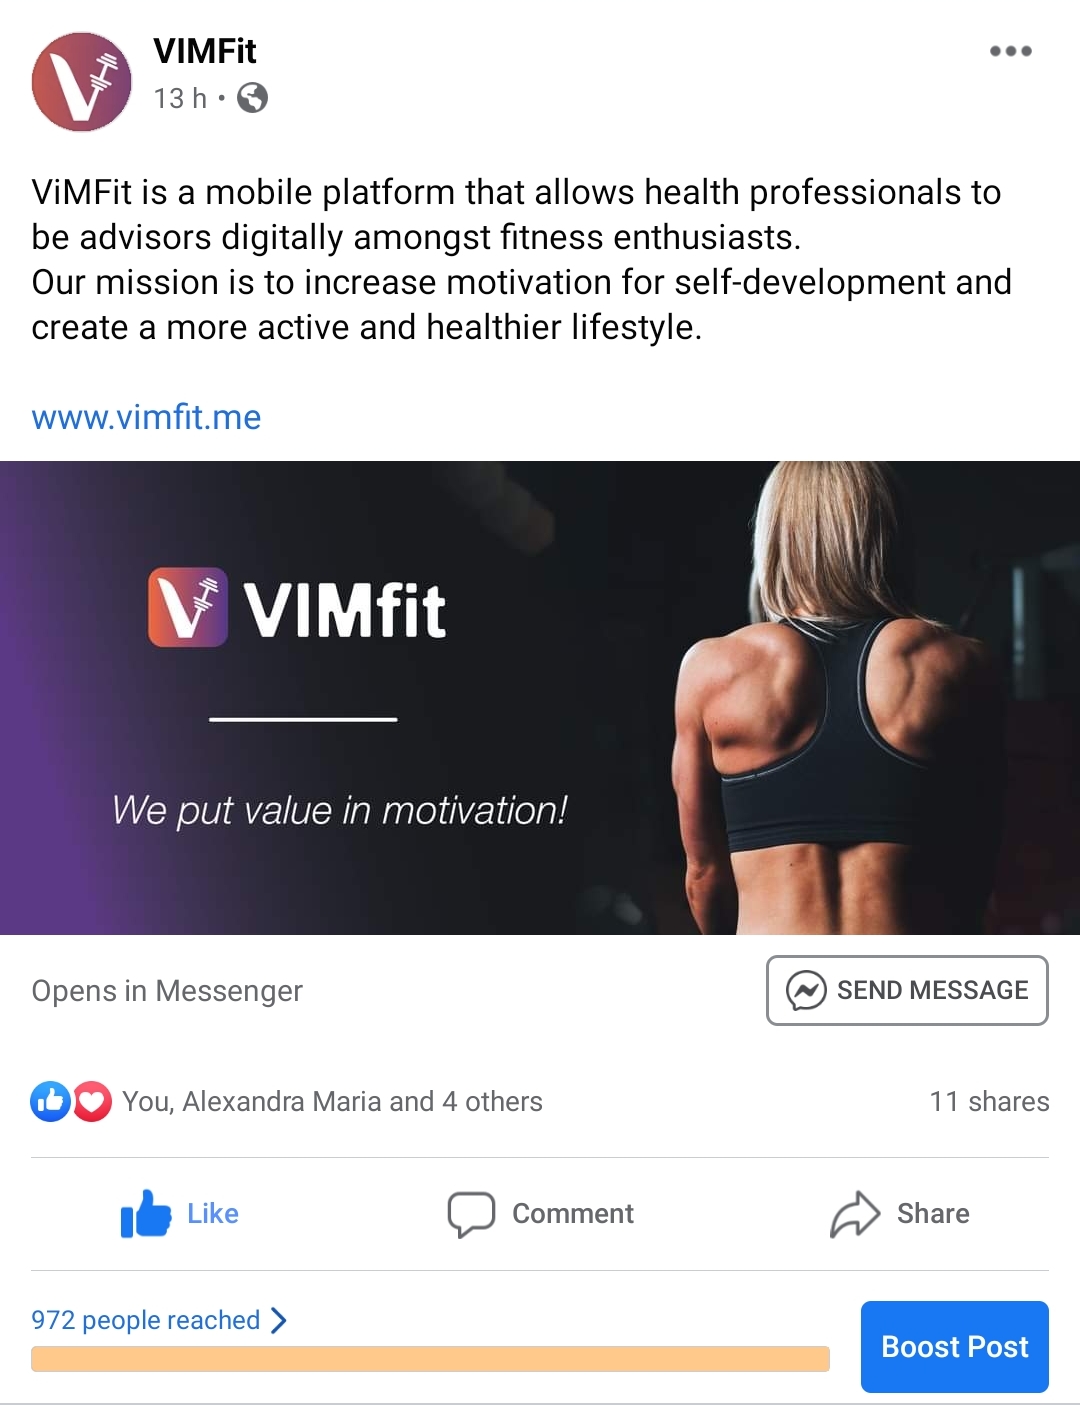 VIMFit
13 h •
ViMFit is a mobile platform that allows health professionals to
be advisors digitally amongst fitness enthusiasts.
Our mission is to increase motivation for self-development and
create a more active and healthier lifestyle.
www.vimfit.me
VIMfit
We put value in motivation!
Opens in Messenger
SEND MESSAGE
You, Alexandra Maria and 4 others
11 shares
Like
Comment
Share
972 people reached
Boost Post